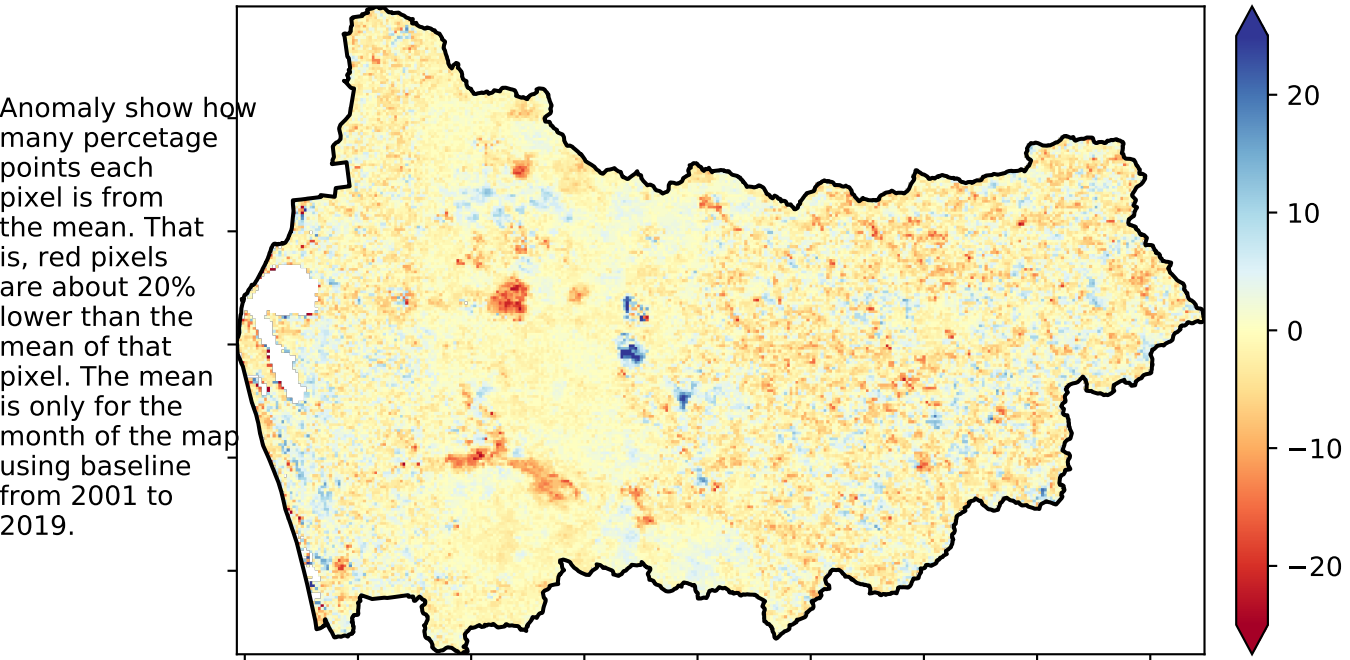 Anomaly show how
many percetage
points each
pixel is from
the mean. That
is, red pixels
are about 20%
lower than the
mean of that
pixel. The mean
is only for the
month of the map
using baseline
from 2001 to
2019.
20
10
0
−10
−20